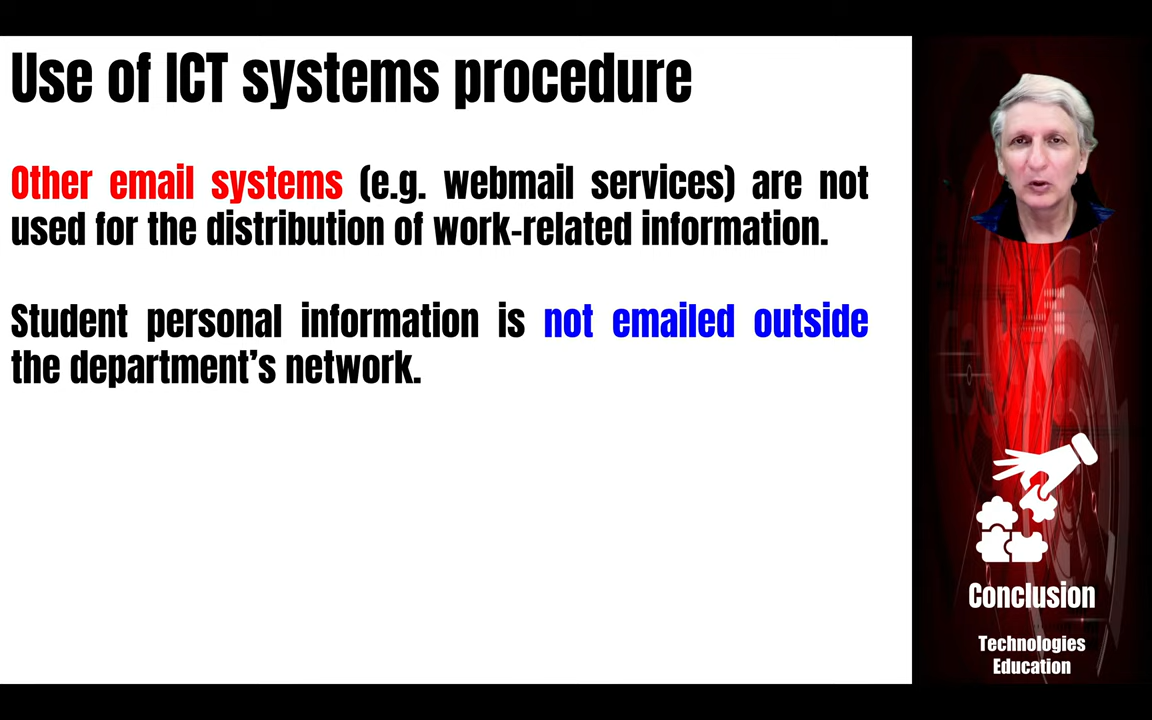 Use of ICT systems procedure
Other email systems (e.g. webmail services) are not
used for the distribution of work-related information.
Student personal information is not emailed outside
the department’s network.
Conclusion
Technologies
Education